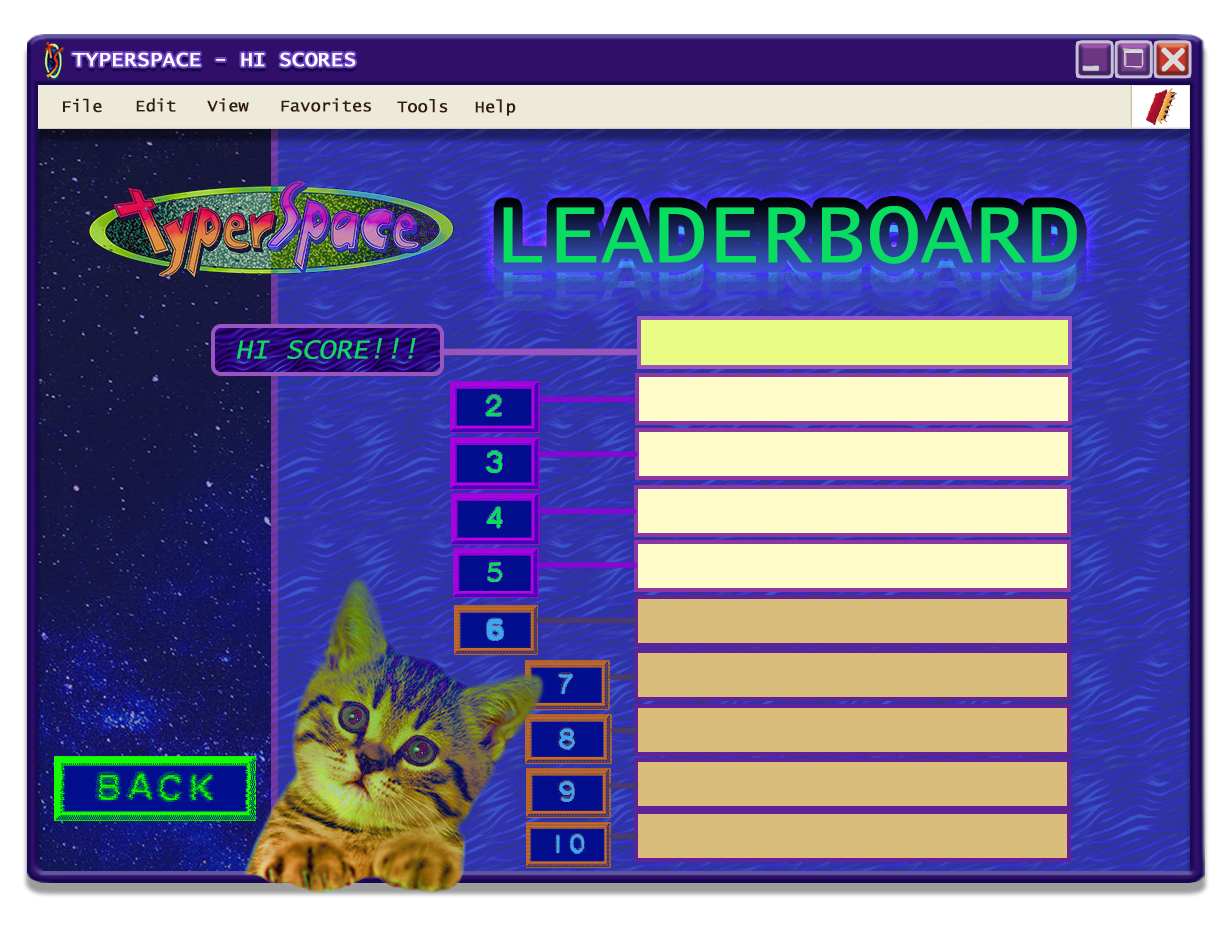 TYPERSPACE - HI SCORES
File Edit View Favorites Tools Help
TyperSpace
LEADERBOARD
HI SCORE!!!
2
3
4
5
6
7
8
9
10
BACK